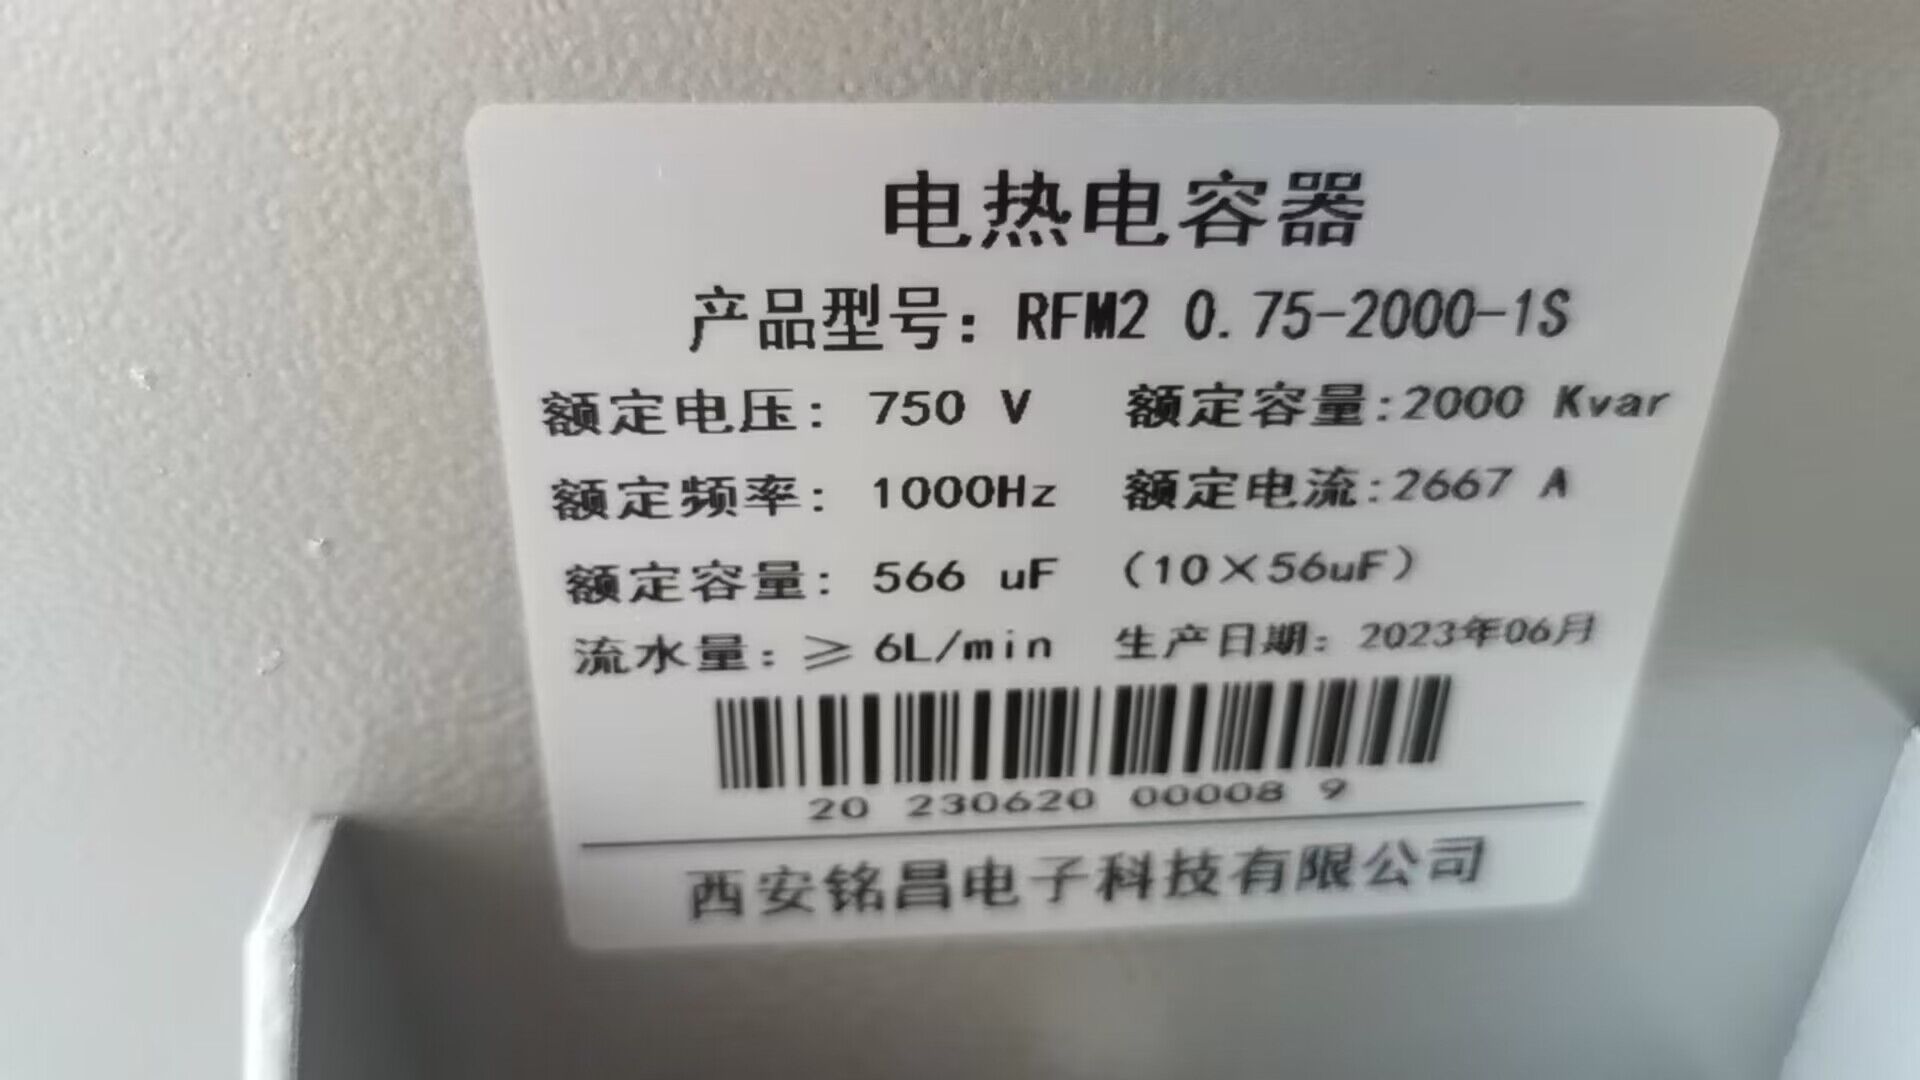 电热电容器
产品型号：RFM2 0.75-2000-1S
额定电压：750 V 额定容量:2000 Kvar
额定频率：1000Hz 额定电流:2667 A
额定容量：566 uF （10×56uF）
流水量：≥ 6L/min 生产日期：2023年06月
20 230620 00008 9
西安铭昌电子科技有限公司